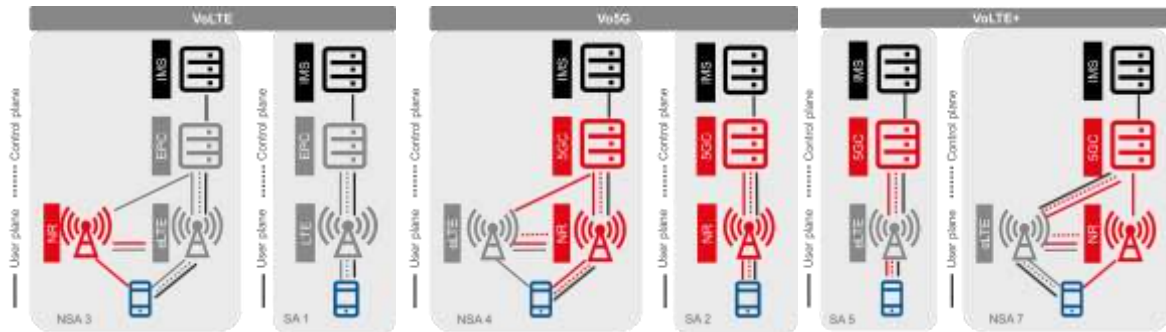 VoLTE
Vo5G
VoLTE+
IMS
EPC
NR
eLTE
User plane
Control plane
NSA 3
IMS
EPC
LTE
User plane
Control plane
SA 1
IMS
5GC
eLTE
NR
User plane
Control plane
NSA 4
IMS
5GC
NR
User plane
Control plane
SA 2
IMS
5GC
eLTE
User plane
Control plane
SA 5
IMS
5GC
eLTE
NR
User plane
Control plane
NSA 7